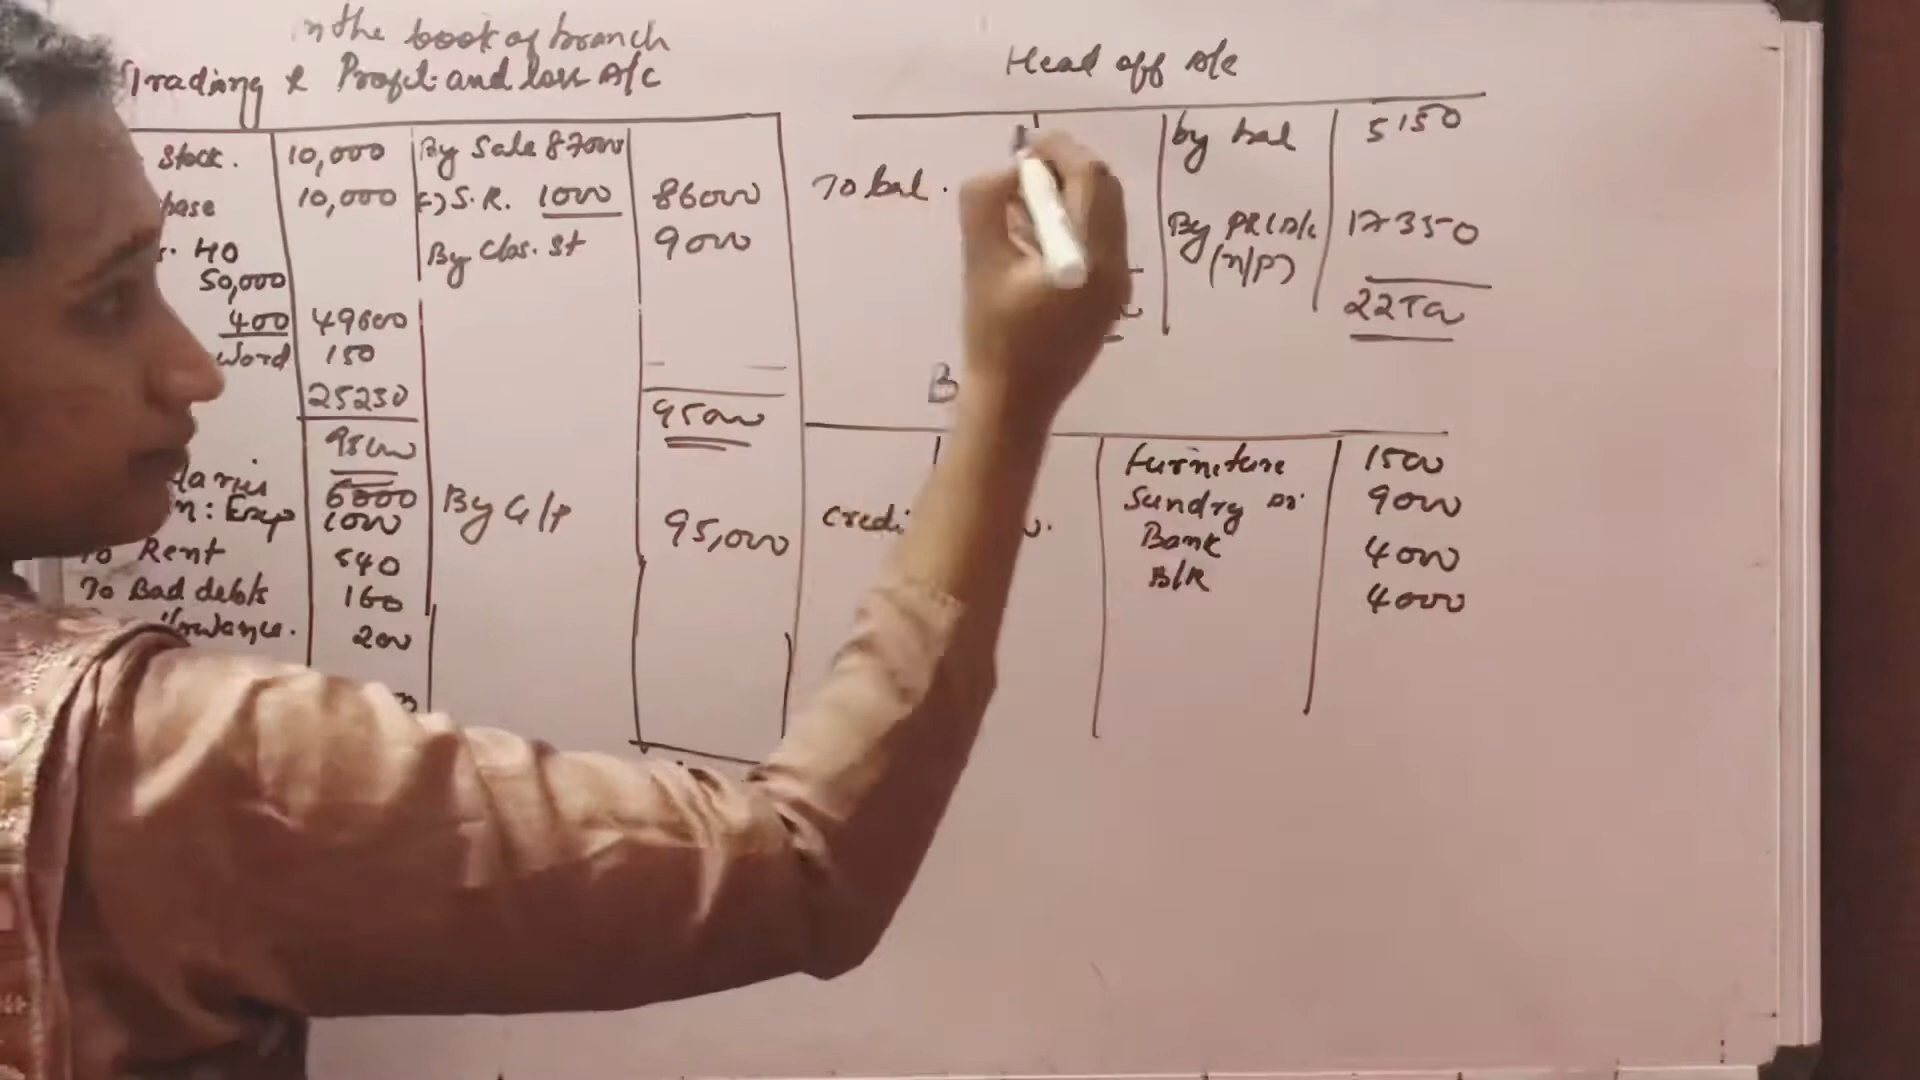 In the book of branch
Trading & Profit and loss A/c
Stock. 10,000 By Sale 87000
10,000 (-) S.R. 1000 86000
By Clos. St 9000
50,000
400 49600
150
25250
95000
95000
6000 By G/P 95,000
1000
To Rent 540
To Bad debts 160
200
Head off A/c
by bal 5150
To bal.
By P&L A/c 17350
(N/P)
22500
B
Furniture 1500
Sundry Dr. 9000
Bank 4000
B/R 4000